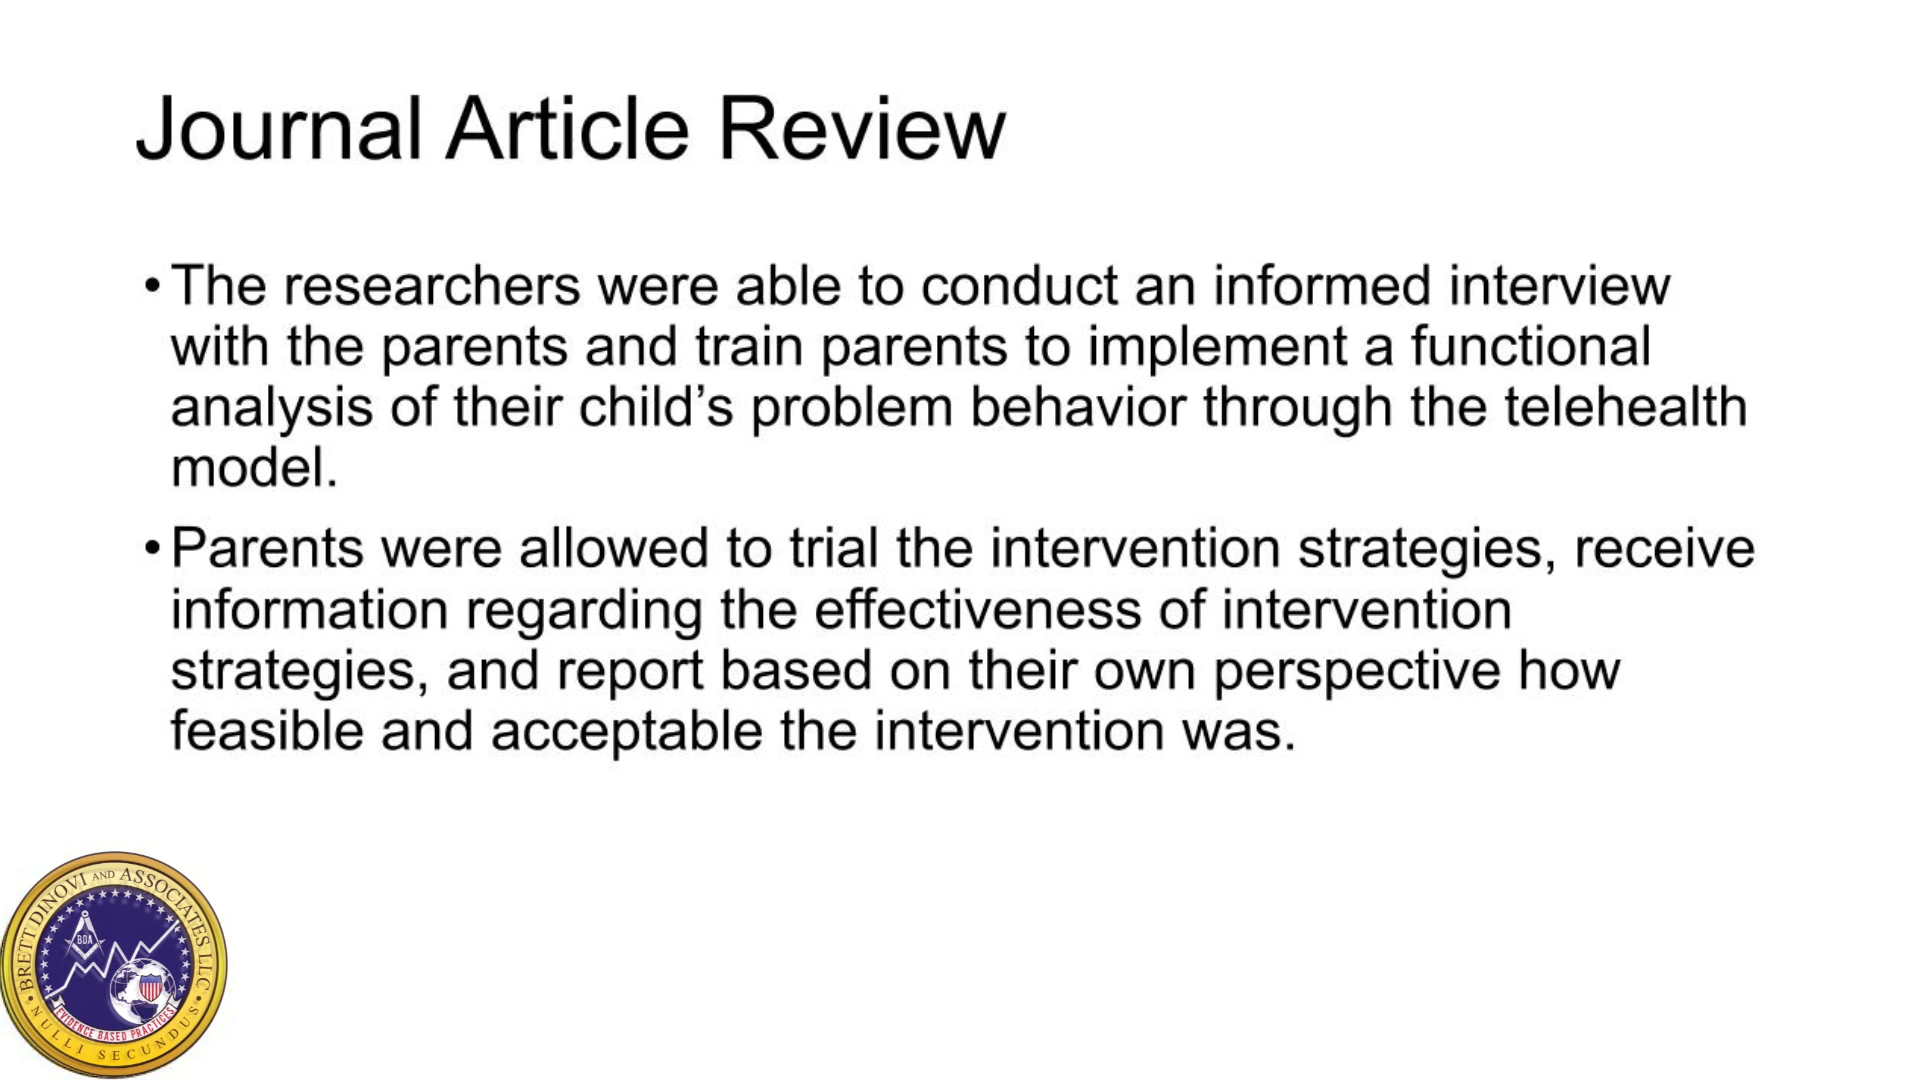 Journal Article Review
• The researchers were able to conduct an informed interview
with the parents and train parents to implement a functional
analysis of their child’s problem behavior through the telehealth
model.
• Parents were allowed to trial the intervention strategies, receive
information regarding the effectiveness of intervention
strategies, and report based on their own perspective how
feasible and acceptable the intervention was.
BRETT DINOVI AND ASSOCIATES LLC
BDA
EVIDENCE BASED PRACTICES
• NULLI SECUNDUS •